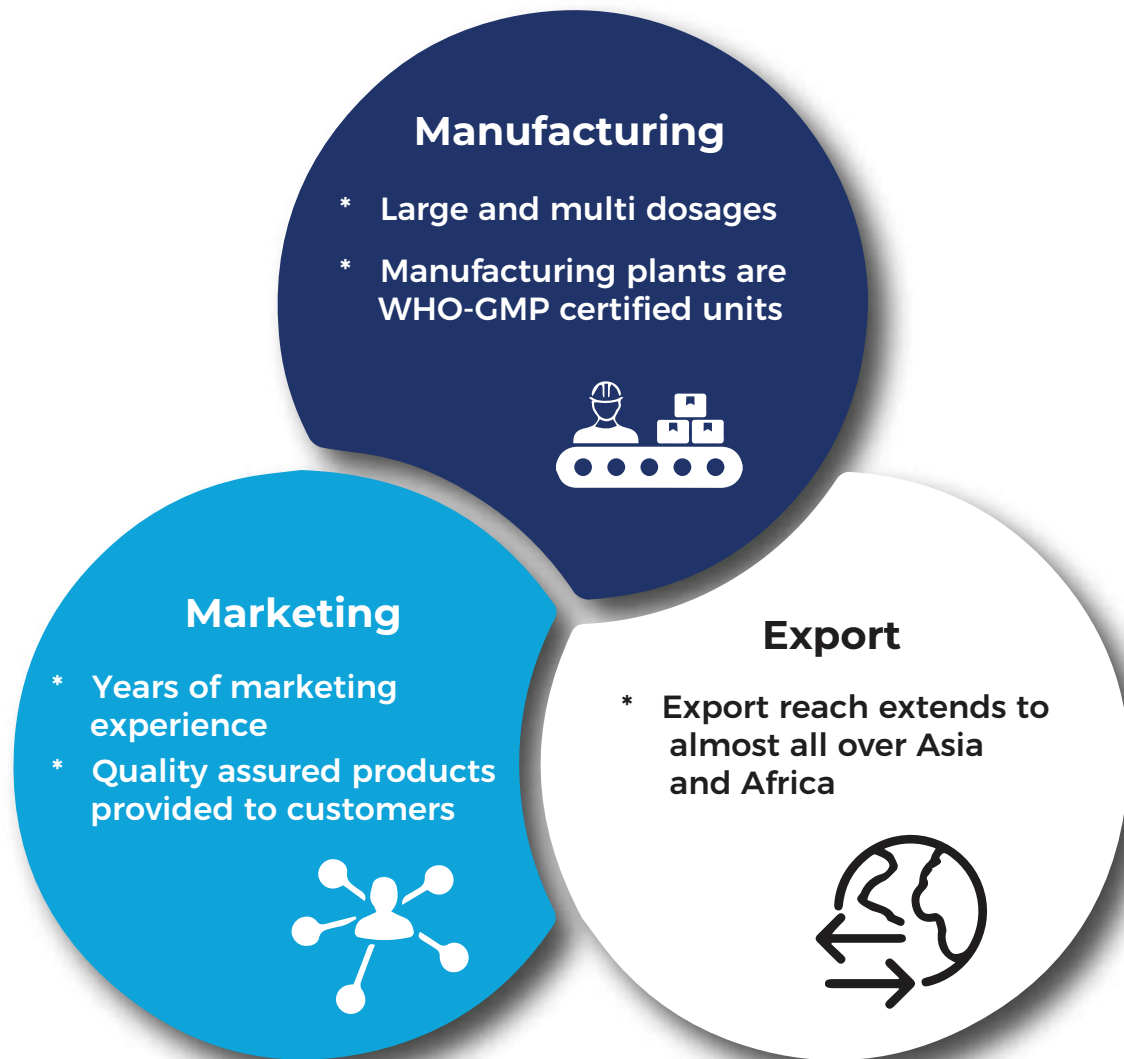 Manufacturing
* Large and multi dosages
* Manufacturing plants are
WHO-GMP certified units
Marketing
* Years of marketing
experience
* Quality assured products
provided to customers
Export
* Export reach extends to
almost all over Asia
and Africa